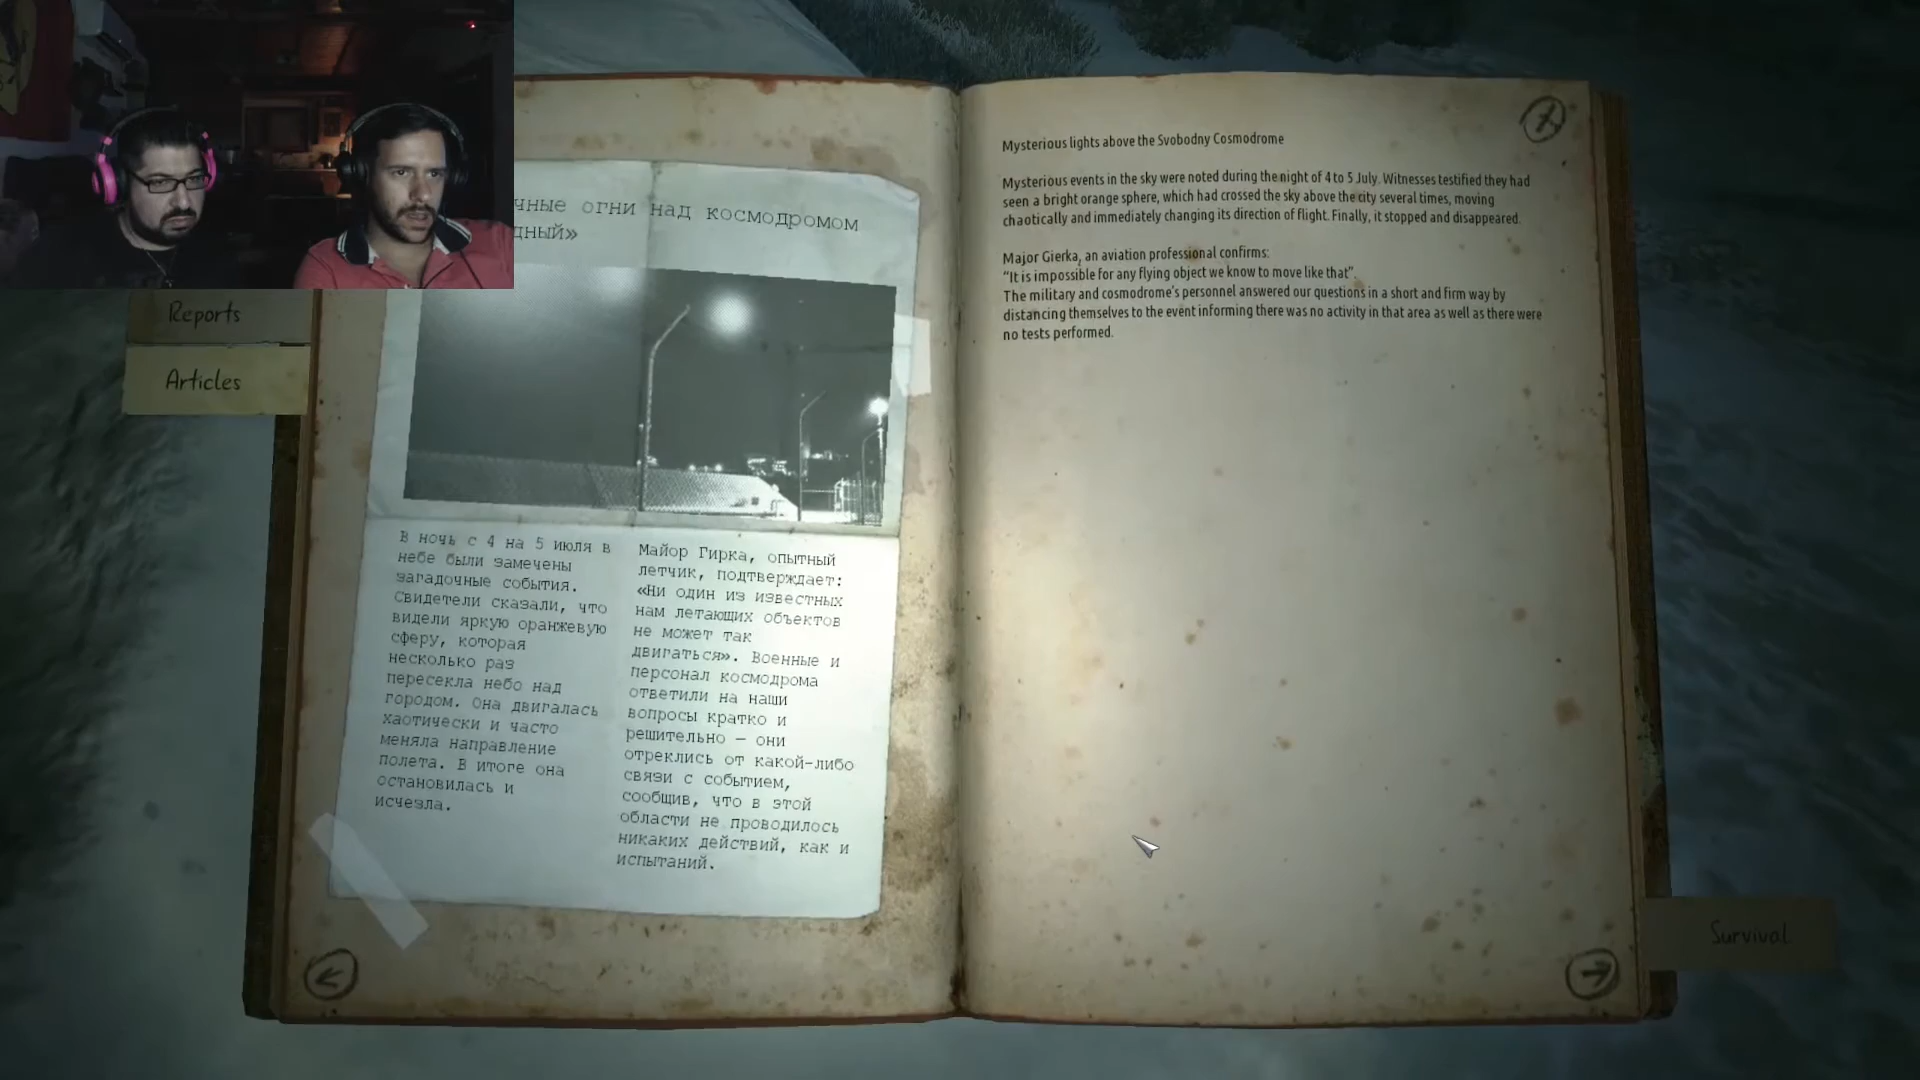 чные огни над космодромом
дный»
Reports
Articles
В ночь с 4 на 5 июля в
небе были замечены
загадочные события.
Свидетели сказали, что
видели яркую оранжевую
сферу, которая
несколько раз
пересекла небо над
городом. Она двигалась
хаотически и часто
меняла направление
полета. В итоге она
остановилась и
исчезла.
Майор Гирка, опытный
летчик, подтверждает:
«Ни один из известных
нам летающих объектов
не может так
двигаться». Военные и
персонал космодрома
ответили на наши
вопросы кратко и
решительно — они
отреклись от какой-либо
связи с событием,
сообщив, что в этой
области не проводилось
никаких действий, как и
испытаний.
Mysterious lights above the Svobodny Cosmodrome
Mysterious events in the sky were noted during the night of 4 to 5 July. Witnesses testified they had
seen a bright orange sphere, which had crossed the sky above the city several times, moving
chaotically and immediately changing its direction of flight. Finally, it stopped and disappeared.
Major Gierka, an aviation professional confirms:
“It is impossible for any flying object we know to move like that”.
The military and cosmodrome's personnel answered our questions in a short and firm way by
distancing themselves to the event informing there was no activity in that area as well as there were
no tests performed.
Survival